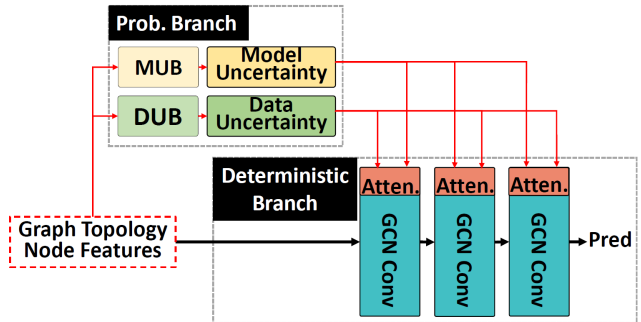 Prob. Branch
MUB
Model
Uncertainty
DUB
Data
Uncertainty
Deterministic
Branch
Atten.
Atten.
Atten.
Graph Topology
Node Features
GCN Conv
GCN Conv
GCN Conv
Pred